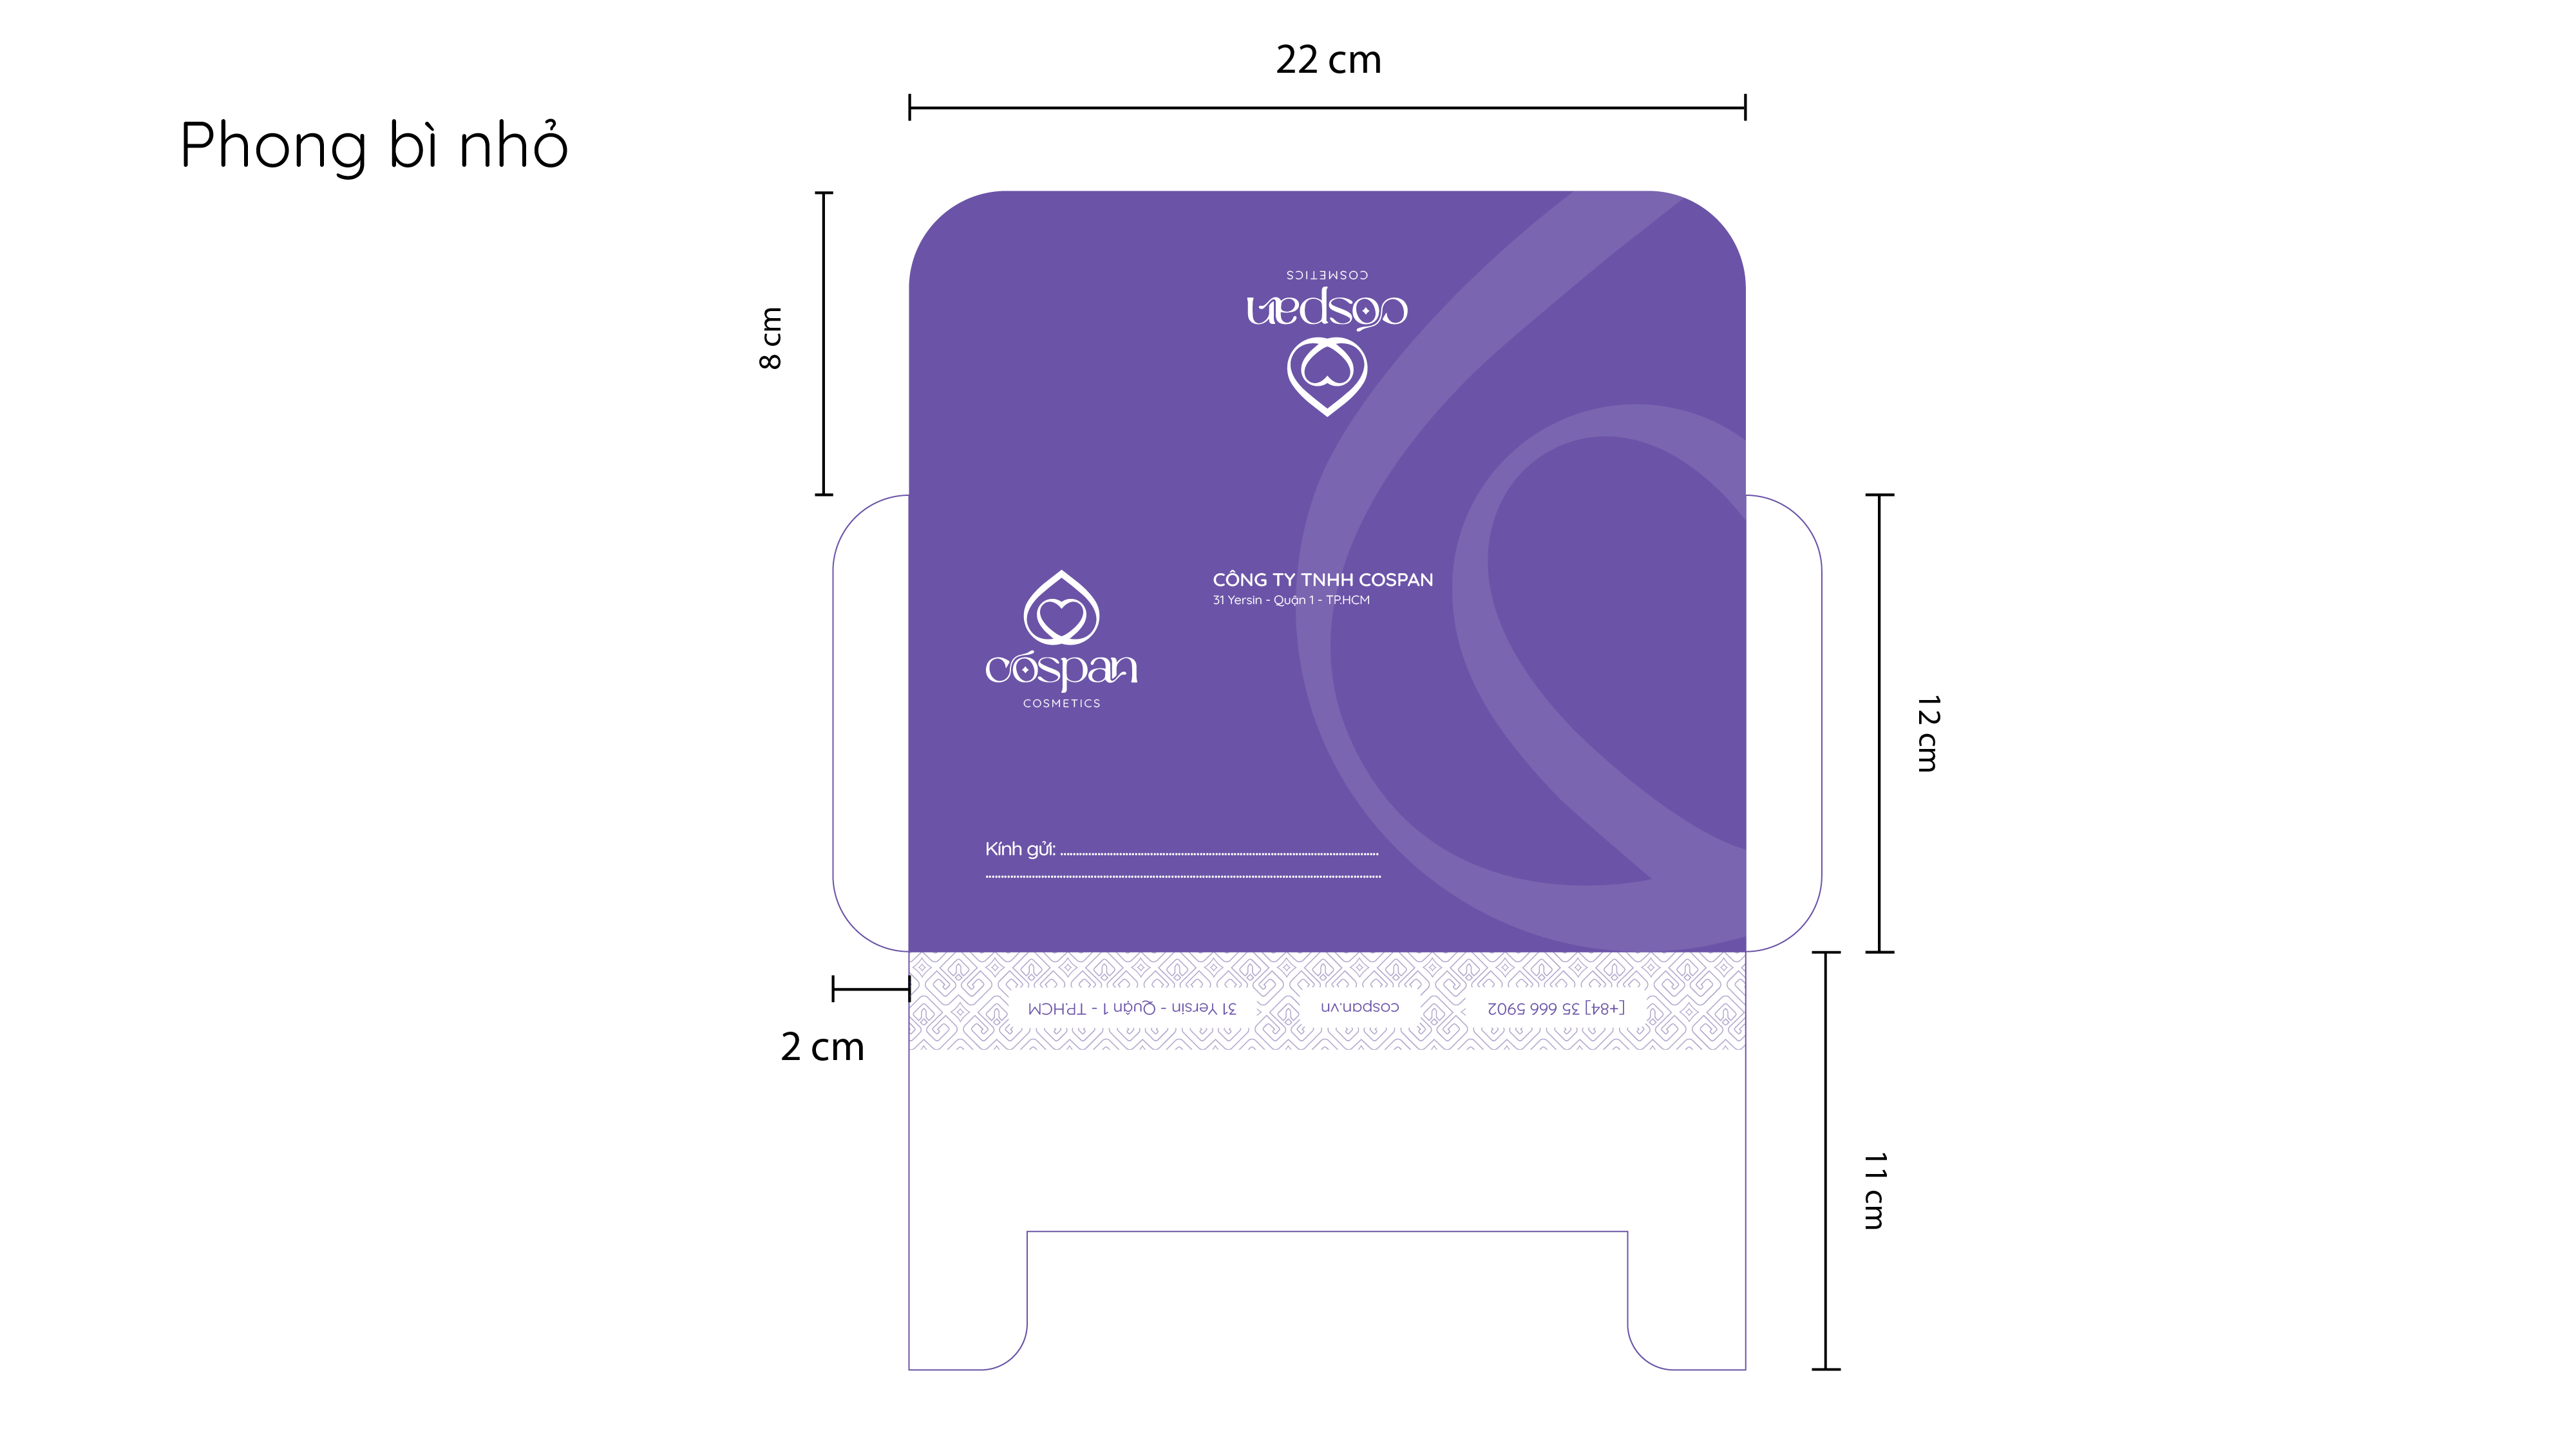 22 cm
Phong bì nhỏ
8 cm
cóspan
COSMETICS
CÔNG TY TNHH COSPAN
31 Yersin - Quận 1 - TP.HCM
cóspan
COSMETICS
12 cm
Kính gửi: ................................................................
................................................................
2 cm
[+84] 35 666 5902
cospan.vn
31 Yersin - Quận 1 - TP.HCM
11 cm